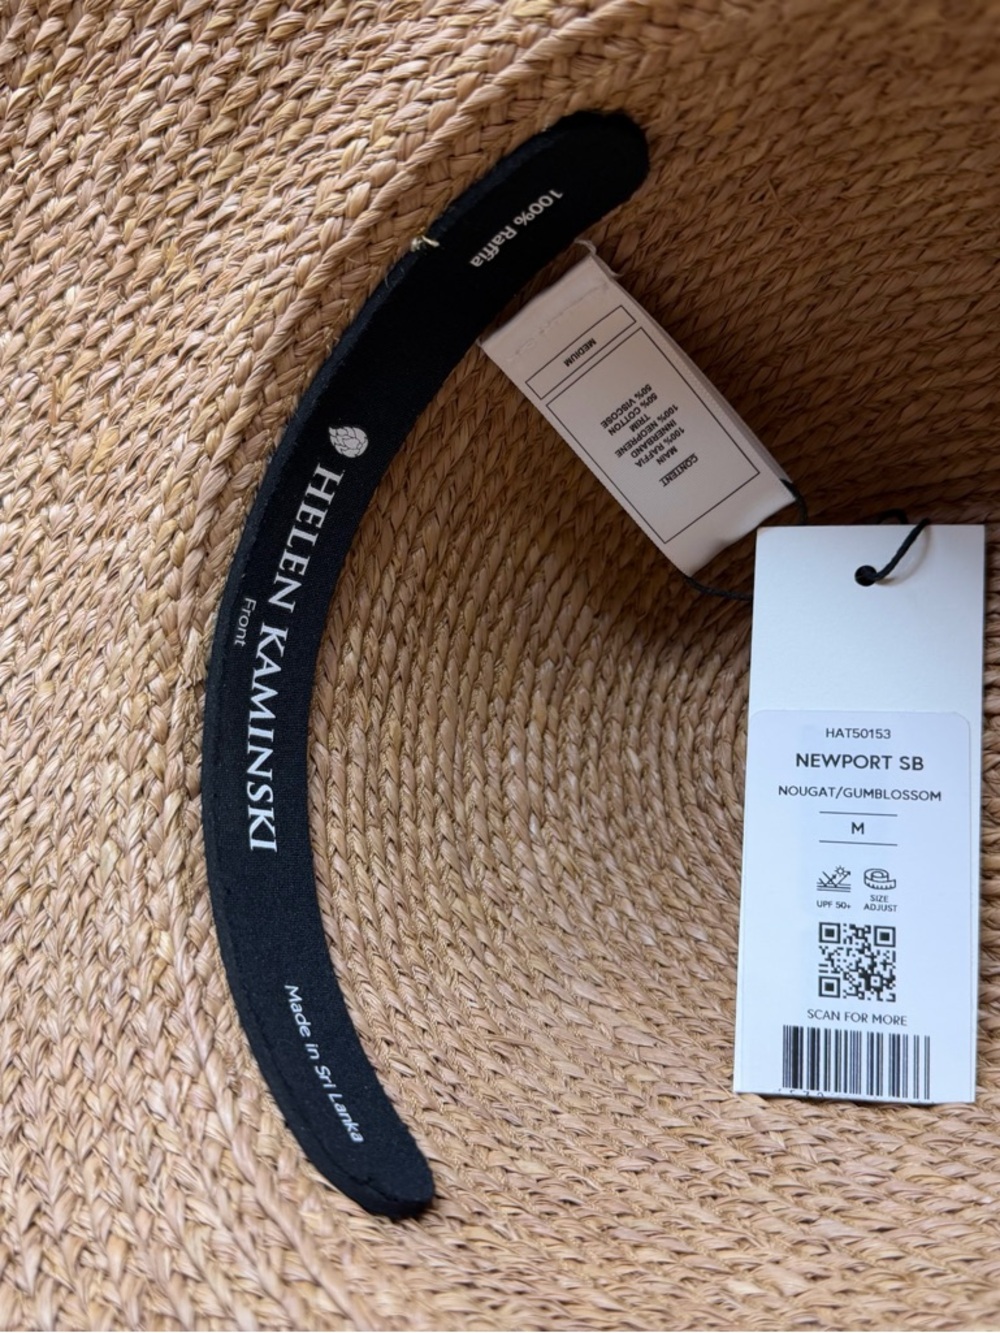 100% Raffia
HELEN KAMINSKI
Front
Made in Sri Lanka
CONTENT
MAIN
100% RAFFIA
INNERBAND
100% NEOPRENE
TRIM
50% COTTON
50% VISCOSE
MEDIUM
HAT50153
NEWPORT SB
NOUGAT/GUMBLOSSOM
M
UPF 50+
SIZE
ADJUST
SCAN FOR MORE